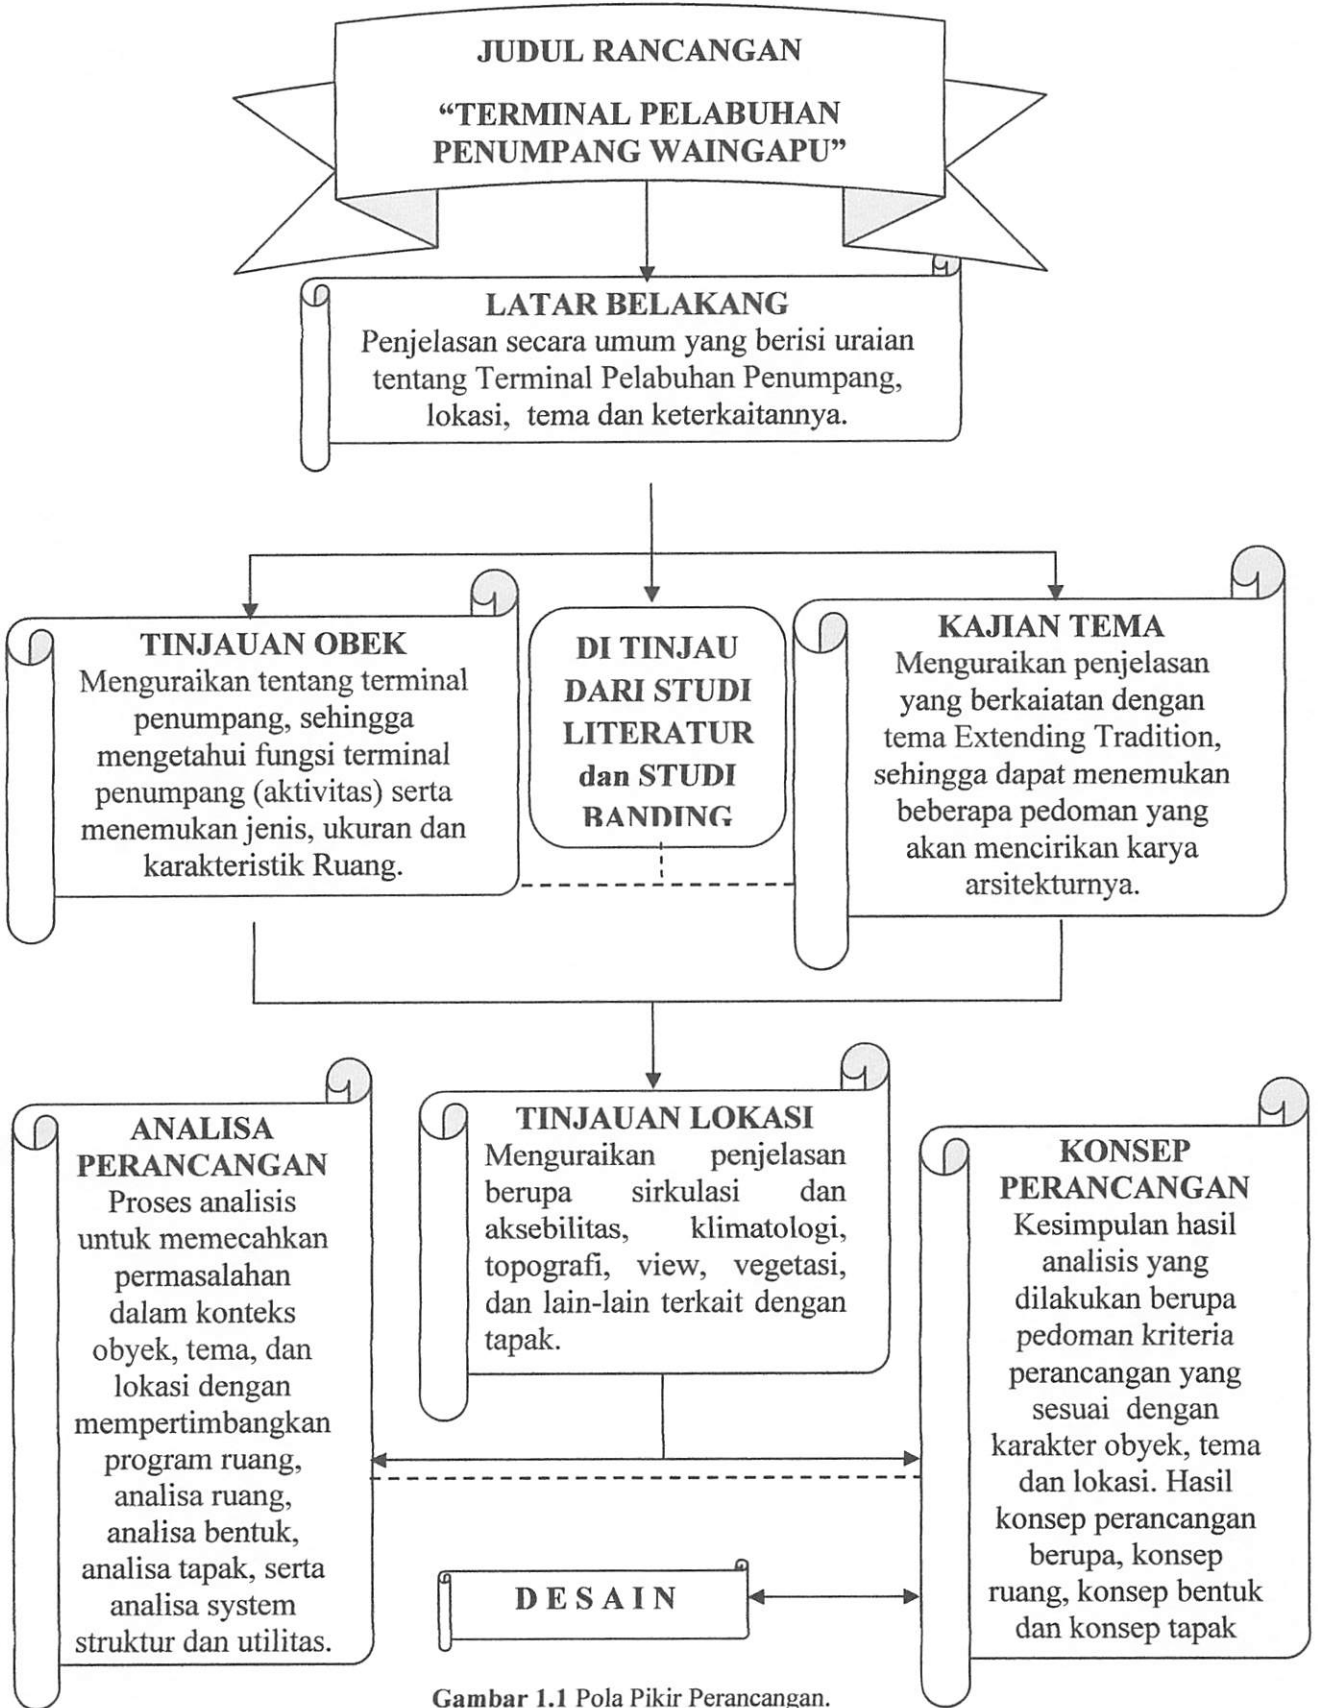 JUDUL RANCANGAN
“TERMINAL PELABUHAN
PENUMPANG WAINGAPU”
LATAR BELAKANG
Penjelasan secara umum yang berisi uraian
tentang Terminal Pelabuhan Penumpang,
lokasi, tema dan keterkaitannya.
TINJAUAN OBEK
Menguraikan tentang terminal
penumpang, sehingga
mengetahui fungsi terminal
penumpang (aktivitas) serta
menemukan jenis, ukuran dan
karakteristik Ruang.
DI TINJAU
DARI STUDI
LITERATUR
dan STUDI
BANDING
KAJIAN TEMA
Menguraikan penjelasan
yang berkaiatan dengan
tema Extending Tradition,
sehingga dapat menemukan
beberapa pedoman yang
akan mencirikan karya
arsitekturnya.
ANALISA
PERANCANGAN
Proses analisis
untuk memecahkan
permasalahan
dalam konteks
obyek, tema, dan
lokasi dengan
mempertimbangkan
program ruang,
analisa ruang,
analisa bentuk,
analisa tapak, serta
analisa system
struktur dan utilitas.
TINJAUAN LOKASI
Menguraikan penjelasan
berupa sirkulasi dan
aksebilitas, klimatologi,
topografi, view, vegetasi,
dan lain-lain terkait dengan
tapak.
KONSEP
PERANCANGAN
Kesimpulan hasil
analisis yang
dilakukan berupa
pedoman kriteria
perancangan yang
sesuai dengan
karakter obyek, tema
dan lokasi. Hasil
konsep perancangan
berupa, konsep
ruang, konsep bentuk
dan konsep tapak
D E S A I N
Gambar 1.1 Pola Pikir Perancangan.